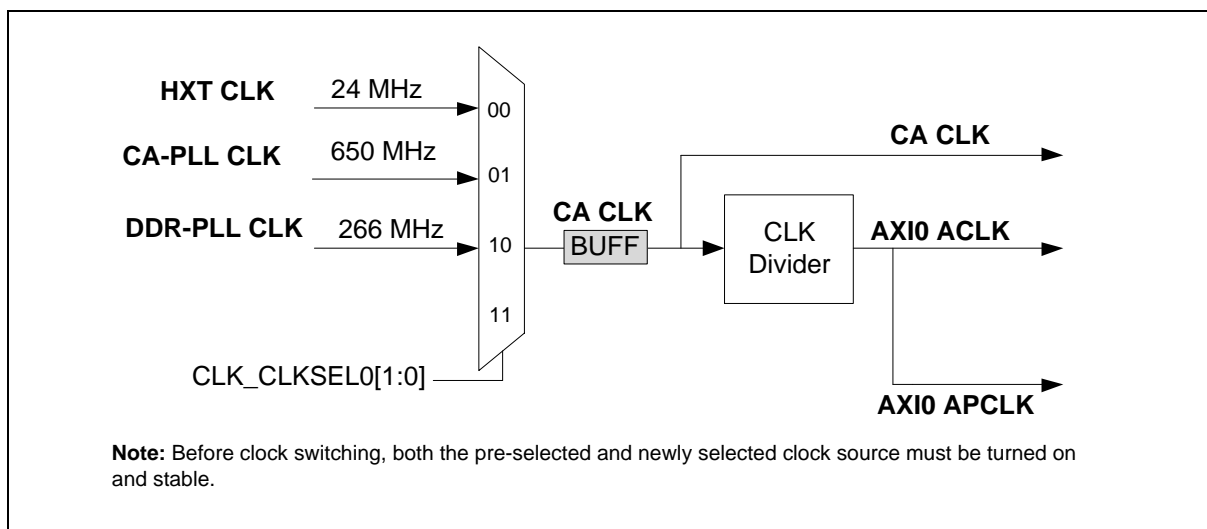 HXT CLK
24 MHz
00
CA-PLL CLK
650 MHz
01
DDR-PLL CLK
266 MHz
10
11
CLK_CLKSEL0[1:0]
CA CLK
BUFF
CLK
Divider
CA CLK
AXI0 ACLK
AXI0 APCLK
Note: Before clock switching, both the pre-selected and newly selected clock source must be turned on
and stable.